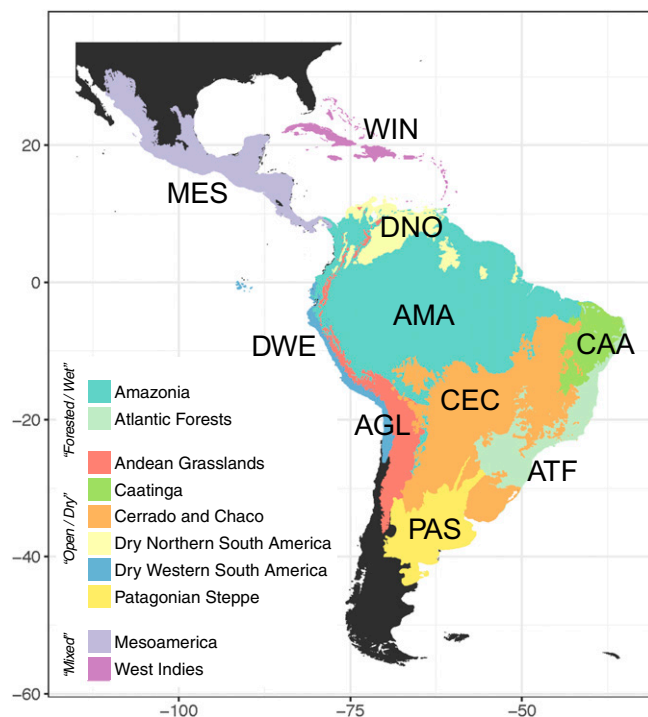 20
0
−20
−40
−60
−100
−75
−50
WIN
MES
DNO
AMA
DWE
CAA
CEC
AGL
ATF
PAS
"Forested / Wet"
Amazonia
Atlantic Forests
"Open / Dry"
Andean Grasslands
Caatinga
Cerrado and Chaco
Dry Northern South America
Dry Western South America
Patagonian Steppe
"Mixed"
Mesoamerica
West Indies